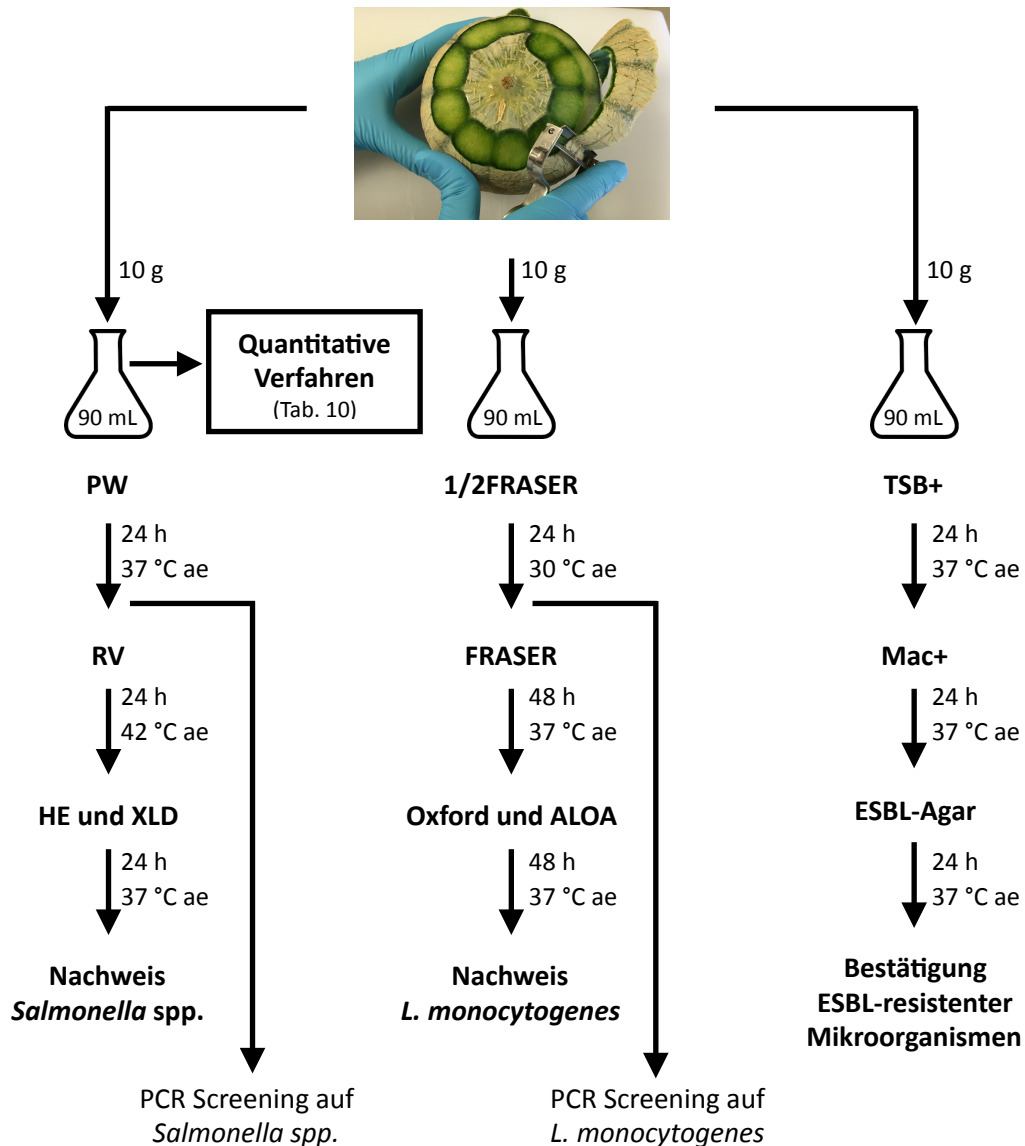 10 g
90 mL
Quantitative
Verfahren
(Tab. 10)
PW
24 h
37 °C ae
RV
24 h
42 °C ae
HE und XLD
24 h
37 °C ae
Nachweis
Salmonella spp.
PCR Screening auf
Salmonella spp.
10 g
90 mL
1/2FRASER
24 h
30 °C ae
FRASER
48 h
37 °C ae
Oxford und ALOA
48 h
37 °C ae
Nachweis
L. monocytogenes
PCR Screening auf
L. monocytogenes
10 g
90 mL
TSB+
24 h
37 °C ae
Mac+
24 h
37 °C ae
ESBL-Agar
24 h
37 °C ae
Bestätigung
ESBL-resistenter
Mikroorganismen